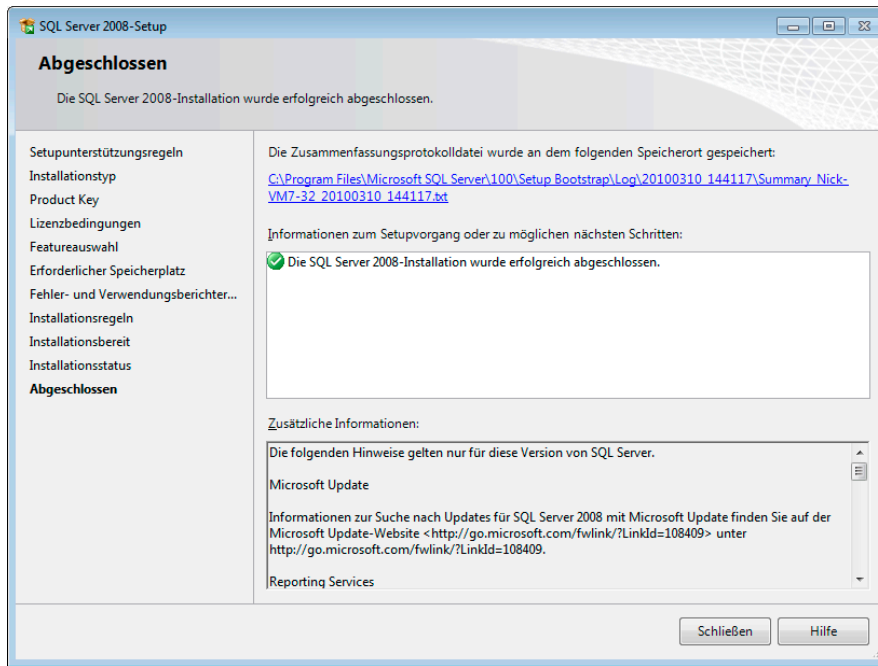 SQL Server 2008-Setup
Abgeschlossen
Die SQL Server 2008-Installation wurde erfolgreich abgeschlossen.
Setupunterstützungsregeln
Installationstyp
Product Key
Lizenzbedingungen
Featureauswahl
Erforderlicher Speicherplatz
Fehler- und Verwendungsberichter...
Installationsregeln
Installationsbereit
Installationsstatus
Abgeschlossen
Die Zusammenfassungsprotokolldatei wurde an dem folgenden Speicherort gespeichert:
C:\Program Files\Microsoft SQL Server\100\Setup Bootstrap\Log\20100310_144117\Summary_Nick-
VM7-32_20100310_144117.txt
Informationen zum Setupvorgang oder zu möglichen nächsten Schritten:
Die SQL Server 2008-Installation wurde erfolgreich abgeschlossen.
Zusätzliche Informationen:
Die folgenden Hinweise gelten nur für diese Version von SQL Server.
Microsoft Update
Informationen zur Suche nach Updates für SQL Server 2008 mit Microsoft Update finden Sie auf der
Microsoft Update-Website <http://go.microsoft.com/fwlink/?LinkId=108409> unter
http://go.microsoft.com/fwlink/?LinkId=108409.
Reporting Services
Schließen
Hilfe